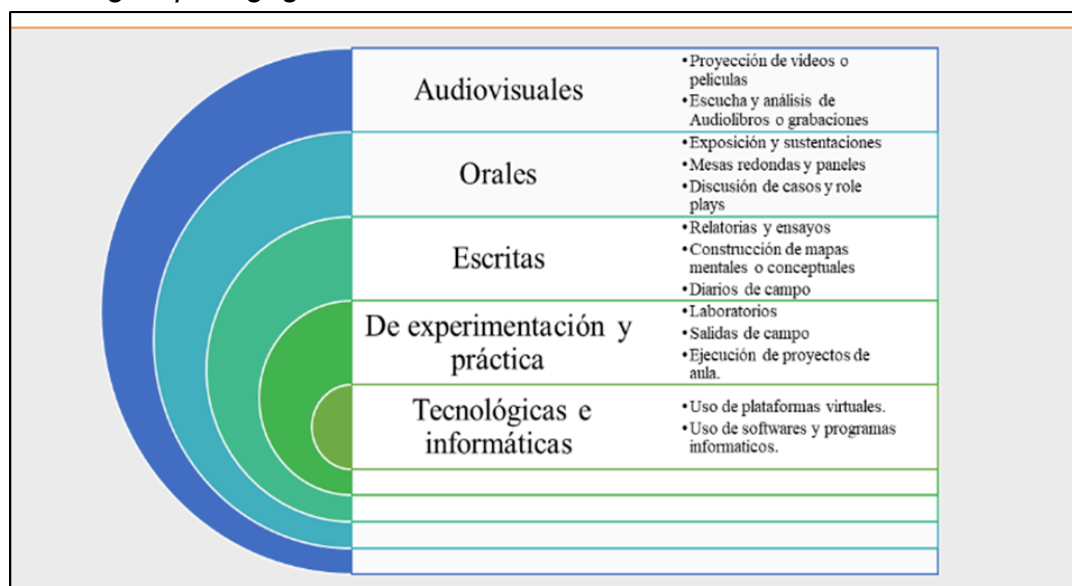 Audiovisuales
•Proyección de videos o
peliculas
•Escucha y análisis de
Audiolibros o grabaciones
Orales
•Exposición y sustentaciones
•Mesas redondas y paneles
•Discusión de casos y role
plays
Escritas
•Relatorias y ensayos
•Construcción de mapas
mentales o conceptuales
•Diarios de campo
De experimentación y
práctica
•Laboratorios
•Salidas de campo
•Ejecución de proyectos de
aula.
Tecnológicas e
informáticas
•Uso de plataformas virtuales.
•Uso de softwares y programas
informaticos.